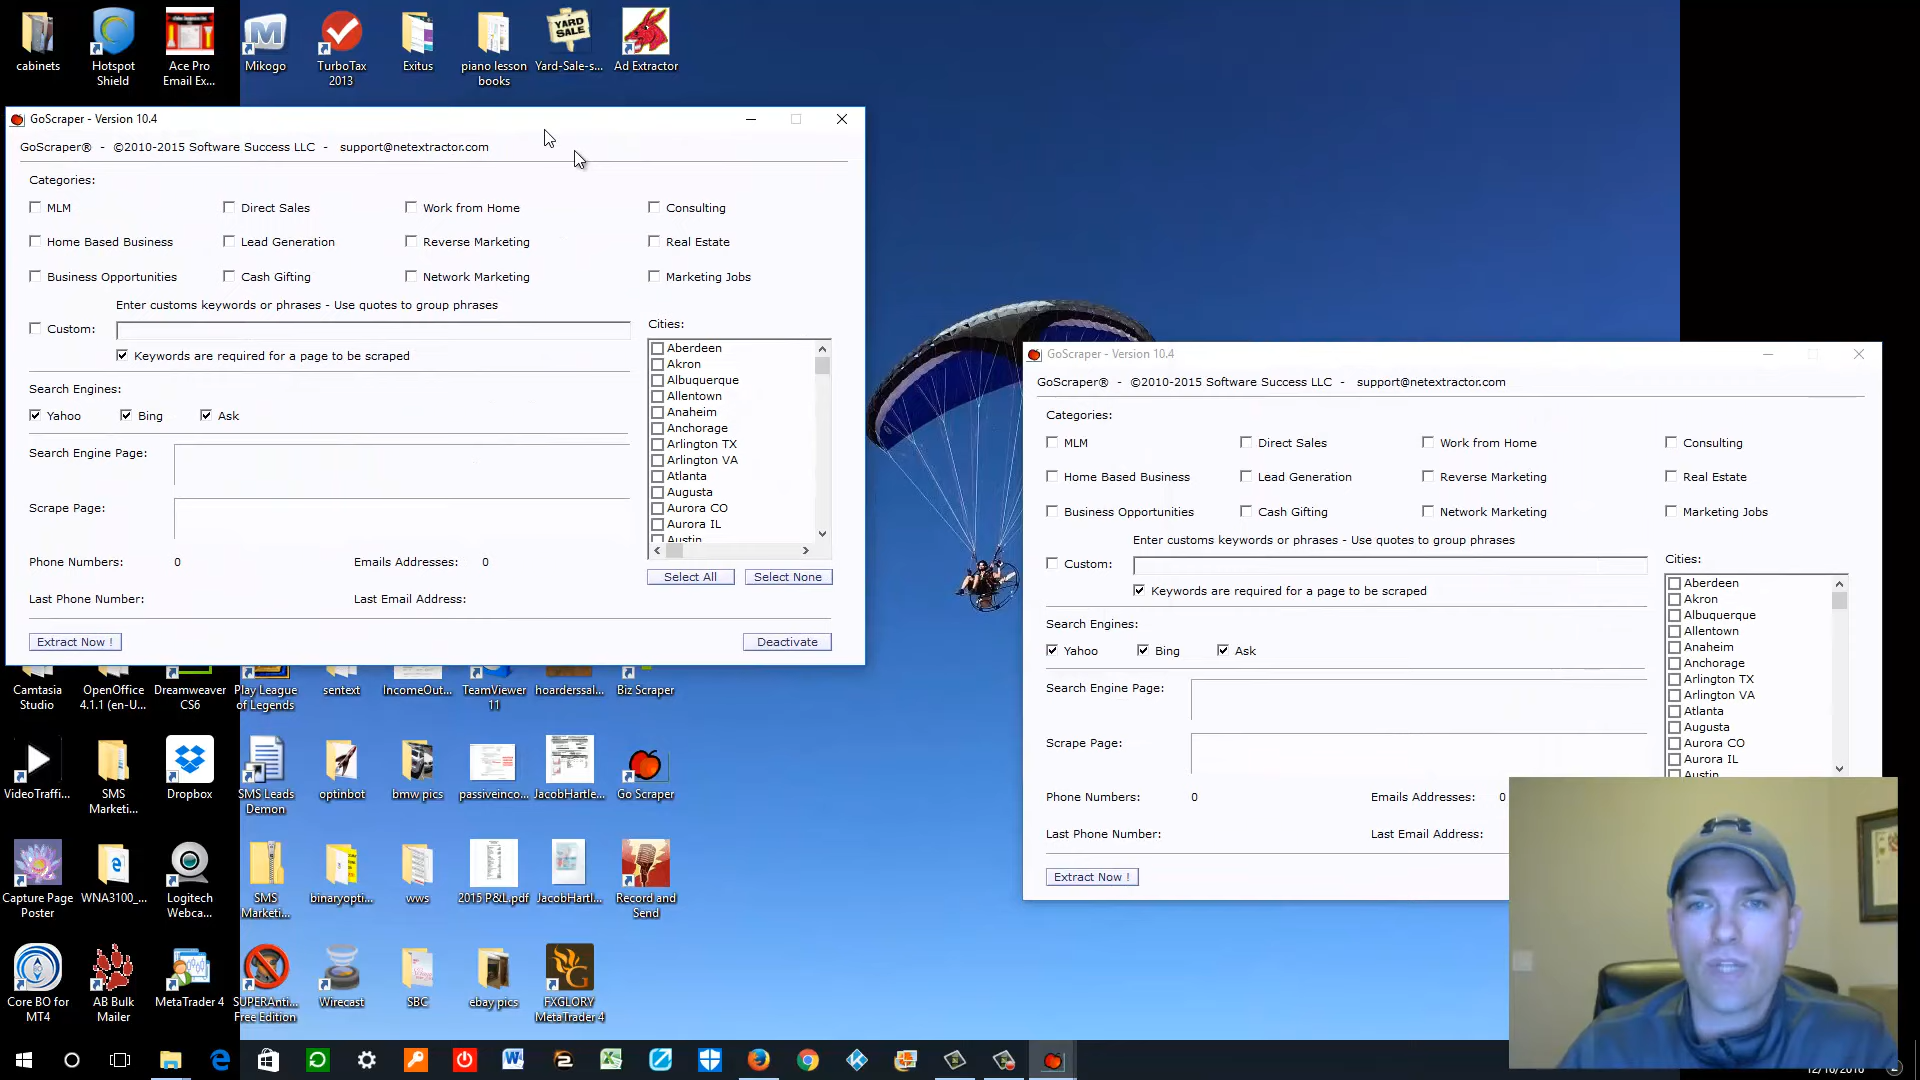 cabinets
Hotspot
Shield
Ace Pro
Email Ex...
Mikogo
TurboTax
2013
Exitus
piano lesson
books
YARD
SALE
Yard-Sale-s...
Ad Extractor
GoScraper - Version 10.4
GoScraper® - ©2010-2015 Software Success LLC - support@netextractor.com
Categories:
MLM Direct Sales Work from Home Consulting
Home Based Business Lead Generation Reverse Marketing Real Estate
Business Opportunities Cash Gifting Network Marketing Marketing Jobs
Enter customs keywords or phrases - Use quotes to group phrases
Custom:
Keywords are required for a page to be scraped
Cities:
Aberdeen
Akron
Albuquerque
Allentown
Anaheim
Anchorage
Arlington TX
Arlington VA
Atlanta
Augusta
Aurora CO
Aurora IL
Austin
Search Engines:
Yahoo Bing Ask
Search Engine Page:
Scrape Page:
Phone Numbers: 0 Emails Addresses: 0
Select All Select None
Last Phone Number: Last Email Address:
Extract Now ! Deactivate
GoScraper - Version 10.4
GoScraper® - ©2010-2015 Software Success LLC - support@netextractor.com
Categories:
MLM Direct Sales Work from Home Consulting
Home Based Business Lead Generation Reverse Marketing Real Estate
Business Opportunities Cash Gifting Network Marketing Marketing Jobs
Enter customs keywords or phrases - Use quotes to group phrases
Custom:
Keywords are required for a page to be scraped
Cities:
Aberdeen
Akron
Albuquerque
Allentown
Anaheim
Anchorage
Arlington TX
Arlington VA
Atlanta
Augusta
Aurora CO
Aurora IL
Austin
Search Engines:
Yahoo Bing Ask
Search Engine Page:
Scrape Page:
Phone Numbers: 0 Emails Addresses: 0
Last Phone Number: Last Email Address:
Extract Now !
Camtasia
Studio
OpenOffice
4.1.1 (en-U...
Dreamweaver
CS6
Play League
of Legends
sentext
IncomeOut...
TeamViewer
11
hoarderssal...
Biz Scraper
VideoTraffi...
SMS
Marketi...
Dropbox
SMS Leads
Demon
optinbot
bmw pics
passiveinco...
JacobHartle...
Go Scraper
Capture Page
Poster
WNA3100_...
Logitech
Webca...
SMS
Marketi...
binaryopti...
wws
2015 P&L.pdf
JacobHartl...
Record and
Send
Core BO for
MT4
AB Bulk
Mailer
MetaTrader 4
SUPERAnti...
Free Edition
Wirecast
SBC
ebay pics
FXGLORY
MetaTrader 4
12/16/2016